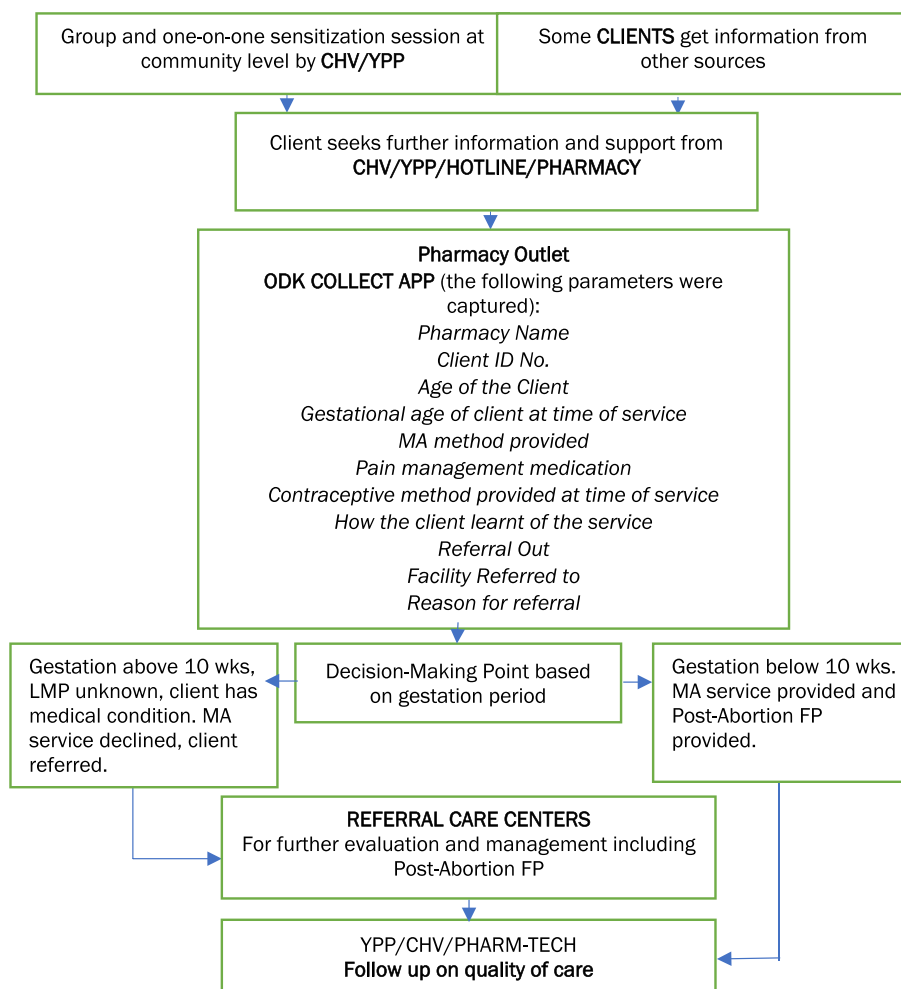 Group and one-on-one sensitization session at
community level by CHV/YPP
Some CLIENTS get information from
other sources
Client seeks further information and support from
CHV/YPP/HOTLINE/PHARMACY
Pharmacy Outlet
ODK COLLECT APP (the following parameters were
captured):
Pharmacy Name
Client ID No.
Age of the Client
Gestational age of client at time of service
MA method provided
Pain management medication
Contraceptive method provided at time of service
How the client learnt of the service
Referral Out
Facility Referred to
Reason for referral
Gestation above 10 wks,
LMP unknown, client has
medical condition. MA
service declined, client
referred.
Decision-Making Point based
on gestation period
Gestation below 10 wks.
MA service provided and
Post-Abortion FP
provided.
REFERRAL CARE CENTERS
For further evaluation and management including
Post-Abortion FP
YPP/CHV/PHARM-TECH
Follow up on quality of care